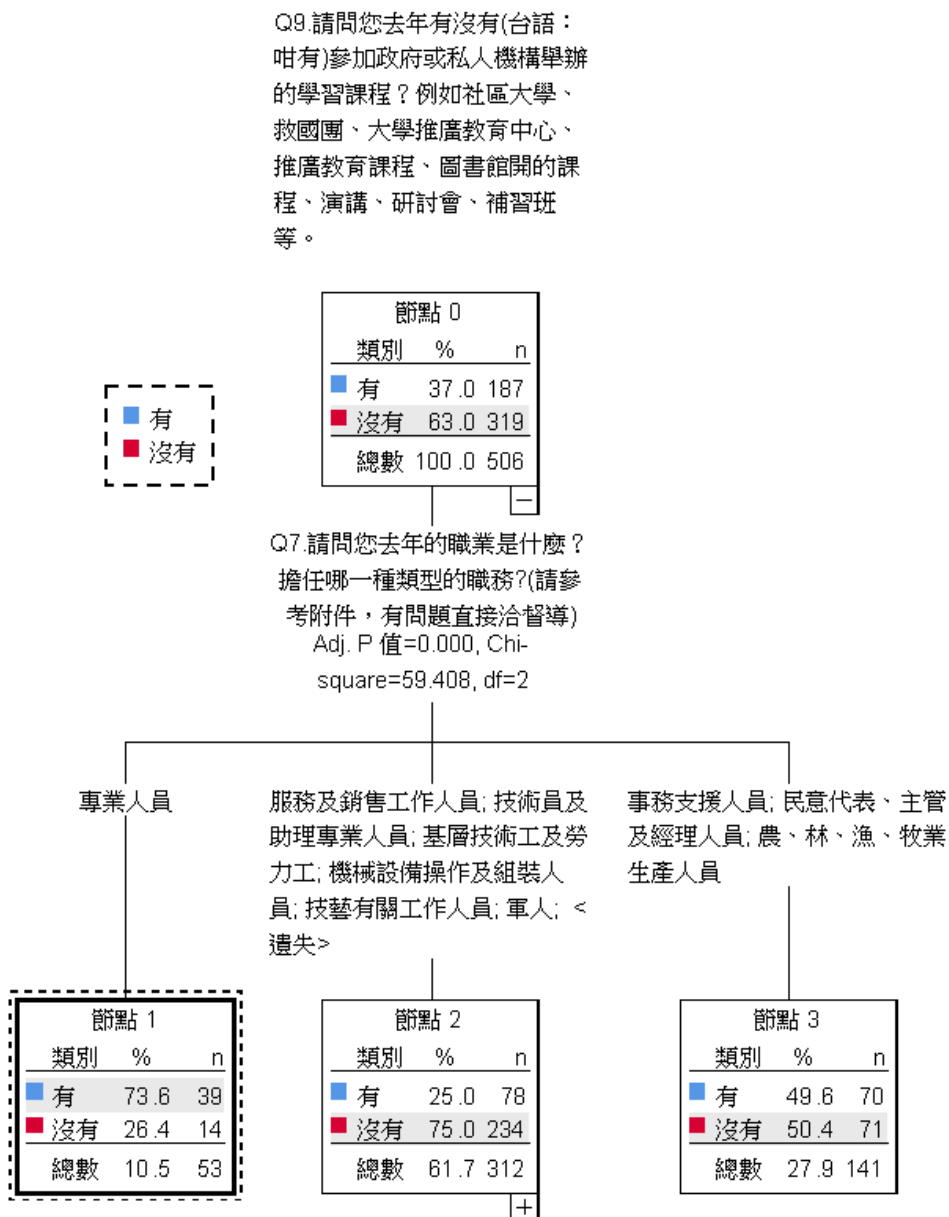 Q9.請問您去年有沒有(台語：
咁有)參加政府或私人機構舉辦
的學習課程？例如社區大學、
救國團、大學推廣教育中心、
推廣教育課程、圖書館開的課
程、演講、研討會、補習班
等。
節點 0
類別 % n
有 37.0 187
沒有 63.0 319
總數 100.0 506
有
沒有
Q7.請問您去年的職業是什麼？
擔任哪一種類型的職務?(請參
考附件，有問題直接洽督導)
Adj. P 值=0.000, Chi-
square=59.408, df=2
專業人員
服務及銷售工作人員; 技術員及
助理專業人員; 基層技術工及勞
力工; 機械設備操作及組裝人
員; 技藝有關工作人員; 軍人; <
遺失>
事務支援人員; 民意代表、主管
及經理人員; 農、林、漁、牧業
生產人員
節點 1
類別 % n
有 73.6 39
沒有 26.4 14
總數 10.5 53
節點 2
類別 % n
有 25.0 78
沒有 75.0 234
總數 61.7 312
節點 3
類別 % n
有 49.6 70
沒有 50.4 71
總數 27.9 141